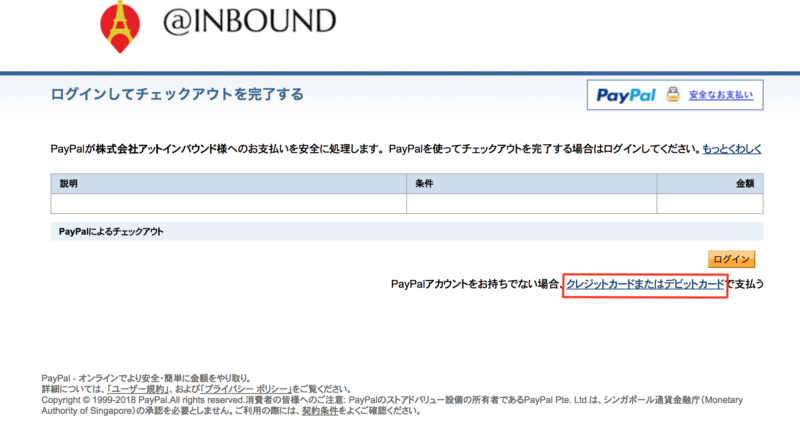 @INBOUND
ログインしてチェックアウトを完了する
PayPal 安全なお支払い
PayPalが株式会社アットインバウンド様へのお支払いを安全に処理します。 PayPalを使ってチェックアウトを完了する場合はログインしてください。もっとくわしく
説明 条件 金額
PayPalによるチェックアウト
ログイン
PayPalアカウントをお持ちでない場合、クレジットカードまたはデビットカードで支払う
PayPal - オンラインでより安全・簡単に金額をやり取り。
詳細については、「ユーザー規約」、および「プライバシー ポリシー」をご覧ください。
Copyright © 1999-2018 PayPal.All rights reserved.消費者の皆様へのご注意: PayPalのストアドバリュー設備の所有者であるPayPal Pte. Ltd.は、シンガポール通貨金融庁（Monetary
Authority of Singapore）の承認を必要としません。ご利用の際には、契約条件をよくご確認ください。